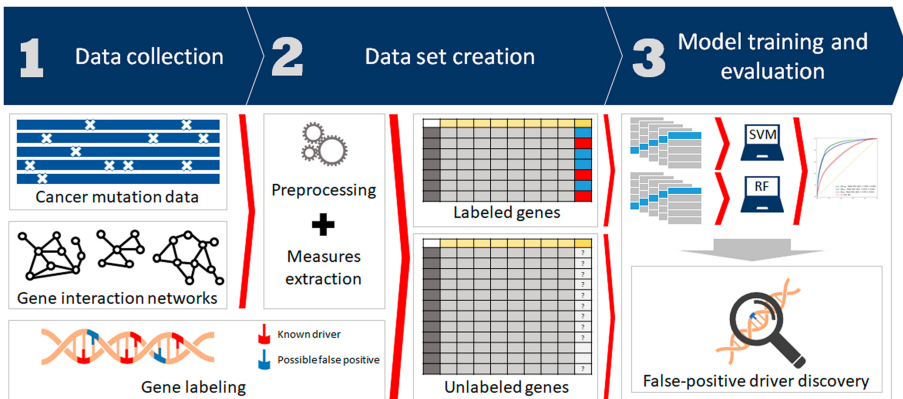 1 Data collection
2 Data set creation
3 Model training and
evaluation
Cancer mutation data
Gene interaction networks
Known driver
Possible false positive
Gene labeling
Preprocessing
+
Measures
extraction
Labeled genes
?
?
?
?
?
?
?
?
?
Unlabeled genes
SVM
RF
False-positive driver discovery